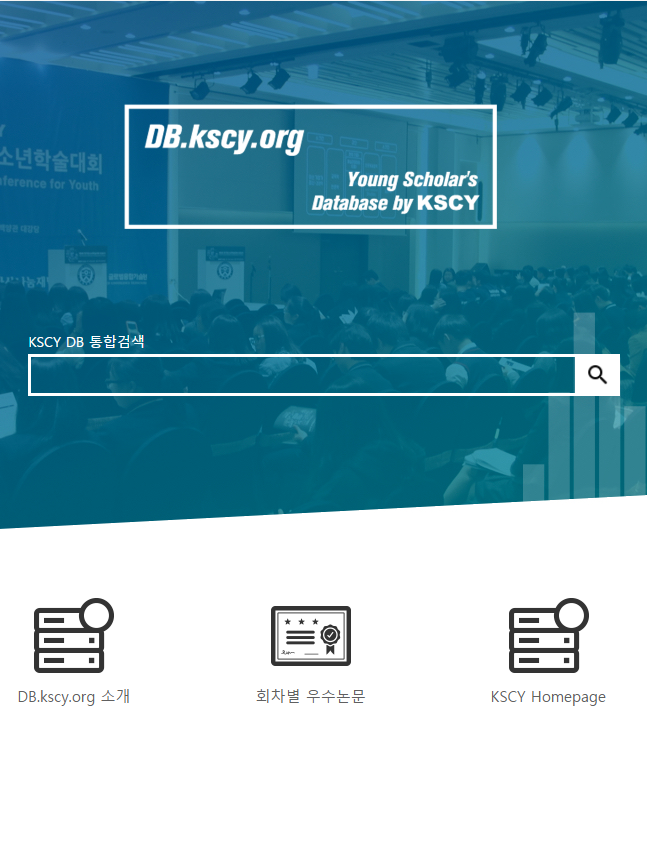 DB.kscy.org
Young Scholar's
Database by KSCY
소년학술대회
nference for Youth
KSCY DB 통합검색
DB.kscy.org 소개
회차별 우수논문
KSCY Homepage